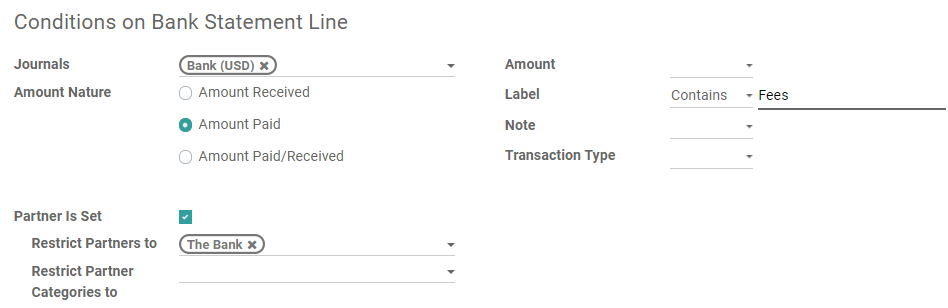 Conditions on Bank Statement Line
Journals Bank (USD) ✖ Amount
Amount Nature Amount Received Label Contains Fees
Amount Paid Note
Amount Paid/Received Transaction Type
Partner Is Set
Restrict Partners to The Bank ✖
Restrict Partner
Categories to